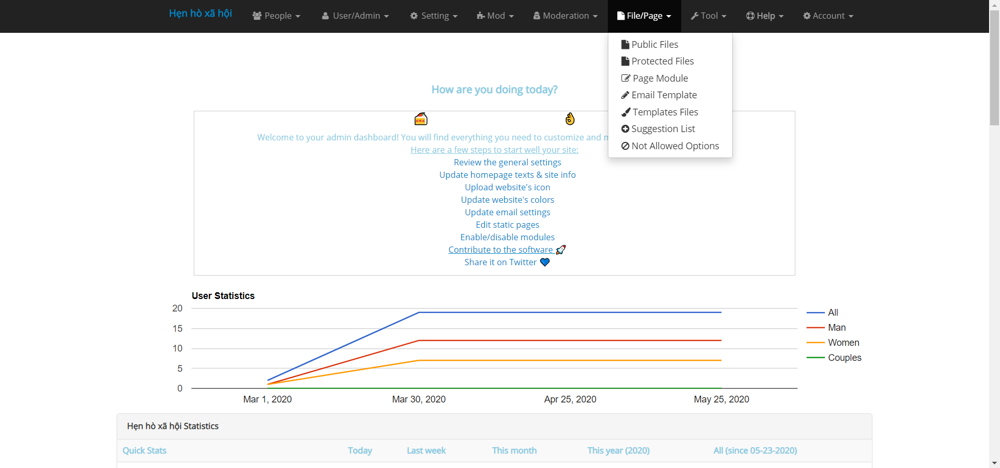 Hẹn hò xã hội
People
User/Admin
Setting
Mod
Moderation
File/Page
Tool
Help
Account
Public Files
Protected Files
Page Module
Email Template
Templates Files
Suggestion List
Not Allowed Options
How are you doing today?
Welcome to your admin dashboard! You will find everything you need to customize and
Here are a few steps to start well your site:
Review the general settings
Update homepage texts & site info
Upload website's icon
Update website's colors
Update email settings
Edit static pages
Enable/disable modules
Contribute to the software 🚀
Share it on Twitter 💙
User Statistics
20
15
10
5
0
Mar 1, 2020
Mar 30, 2020
Apr 25, 2020
May 25, 2020
All
Man
Women
Couples
Hẹn hò xã hội Statistics
Quick Stats
Today
Last week
This month
This year (2020)
All (since 05-23-2020)